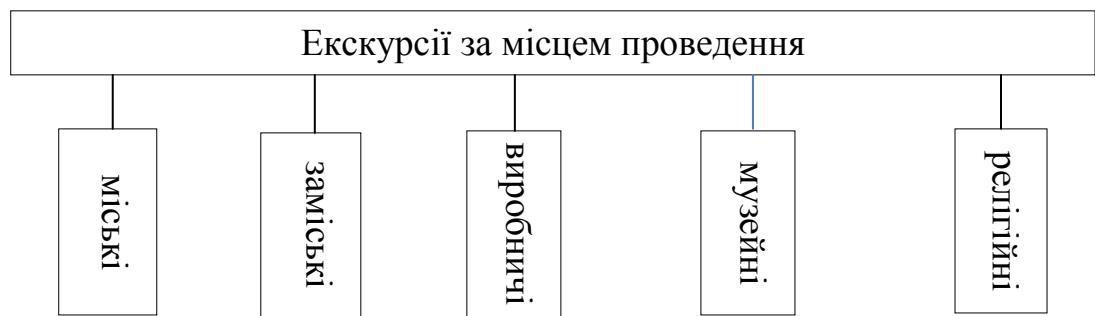 Екскурсії за місцем проведення
міські
заміські
виробничі
музейні
релігійні